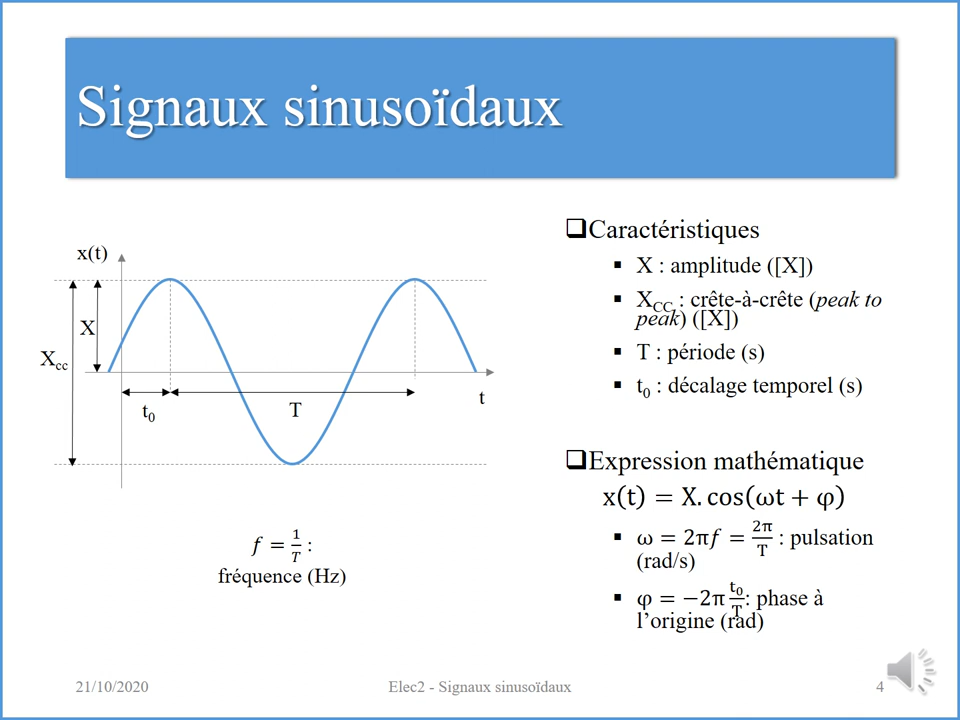 Signaux sinusoïdaux
x(t)
X
Xcc
t0
T
t
f = 1/T :
fréquence (Hz)
❑Caractéristiques
▪ X : amplitude ([X])
▪ XCC : crête-à-crête (peak to
peak) ([X])
▪ T : période (s)
▪ t0 : décalage temporel (s)
❑Expression mathématique
x(t) = X. cos(ωt + φ)
▪ ω = 2πf = 2π/T : pulsation
(rad/s)
▪ φ = −2π t0/T : phase à
l’origine (rad)
21/10/2020
Elec2 - Signaux sinusoïdaux
4